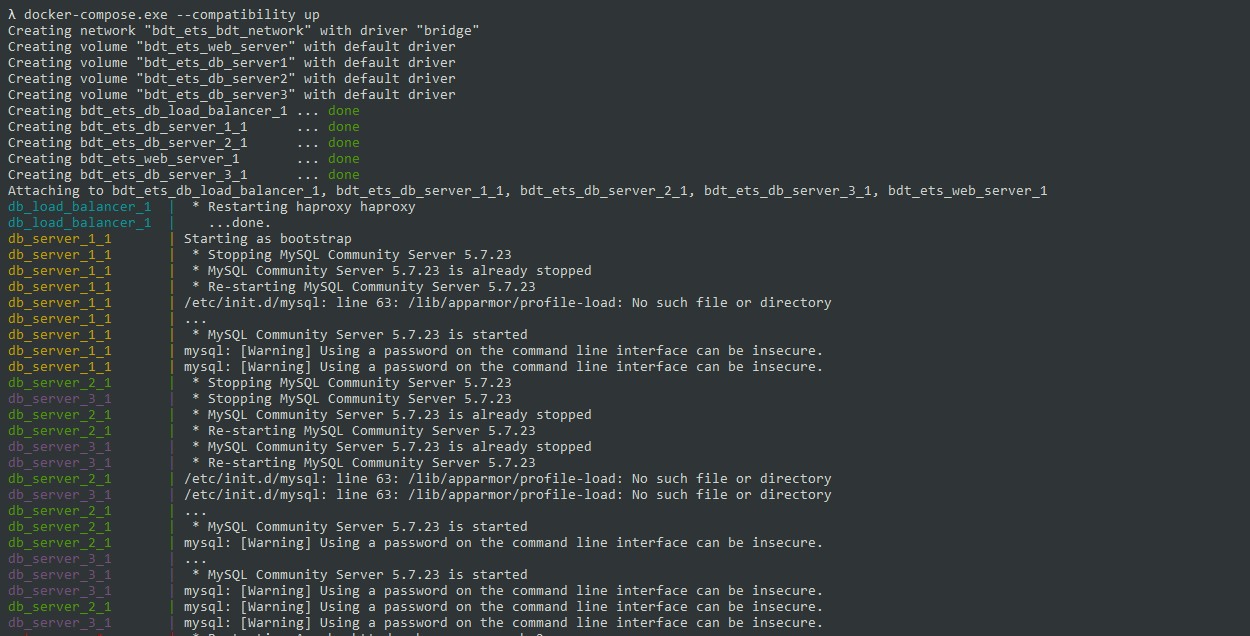 λ docker-compose.exe --compatibility up
Creating network "bdt_ets_bdt_network" with driver "bridge"
Creating volume "bdt_ets_web_server" with default driver
Creating volume "bdt_ets_db_server1" with default driver
Creating volume "bdt_ets_db_server2" with default driver
Creating volume "bdt_ets_db_server3" with default driver
Creating bdt_ets_db_load_balancer_1 ... done
Creating bdt_ets_db_server_1_1      ... done
Creating bdt_ets_db_server_2_1      ... done
Creating bdt_ets_web_server_1       ... done
Creating bdt_ets_db_server_3_1      ... done
Attaching to bdt_ets_db_load_balancer_1, bdt_ets_db_server_1_1, bdt_ets_db_server_2_1, bdt_ets_db_server_3_1, bdt_ets_web_server_1
db_load_balancer_1  |  * Restarting haproxy haproxy
db_load_balancer_1  |    ...done.
db_server_1_1       | Starting as bootstrap
db_server_1_1       |  * Stopping MySQL Community Server 5.7.23
db_server_1_1       |  * MySQL Community Server 5.7.23 is already stopped
db_server_1_1       |  * Re-starting MySQL Community Server 5.7.23
db_server_1_1       | /etc/init.d/mysql: line 63: /lib/apparmor/profile-load: No such file or directory
db_server_1_1       | ...
db_server_1_1       |  * MySQL Community Server 5.7.23 is started
db_server_1_1       | mysql: [Warning] Using a password on the command line interface can be insecure.
db_server_1_1       | mysql: [Warning] Using a password on the command line interface can be insecure.
db_server_2_1       |  * Stopping MySQL Community Server 5.7.23
db_server_3_1       |  * Stopping MySQL Community Server 5.7.23
db_server_2_1       |  * MySQL Community Server 5.7.23 is already stopped
db_server_2_1       |  * Re-starting MySQL Community Server 5.7.23
db_server_3_1       |  * MySQL Community Server 5.7.23 is already stopped
db_server_3_1       |  * Re-starting MySQL Community Server 5.7.23
db_server_2_1       | /etc/init.d/mysql: line 63: /lib/apparmor/profile-load: No such file or directory
db_server_3_1       | /etc/init.d/mysql: line 63: /lib/apparmor/profile-load: No such file or directory
db_server_2_1       | ...
db_server_2_1       |  * MySQL Community Server 5.7.23 is started
db_server_2_1       | mysql: [Warning] Using a password on the command line interface can be insecure.
db_server_3_1       | ...
db_server_3_1       |  * MySQL Community Server 5.7.23 is started
db_server_3_1       | mysql: [Warning] Using a password on the command line interface can be insecure.
db_server_2_1       | mysql: [Warning] Using a password on the command line interface can be insecure.
db_server_3_1       | mysql: [Warning] Using a password on the command line interface can be insecure.